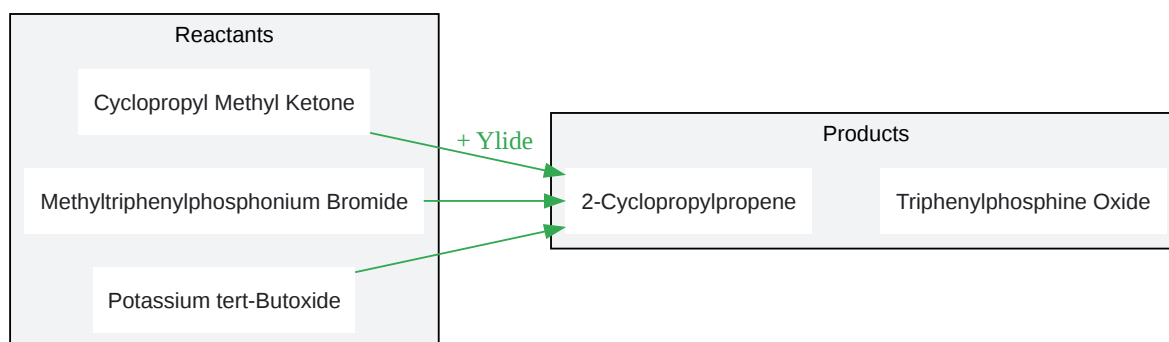 Reactants
Cyclopropyl Methyl Ketone
+ Ylide
Products
Methyltriphenylphosphonium Bromide
2-Cyclopropylpropene
Triphenylphosphine Oxide
Potassium tert-Butoxide